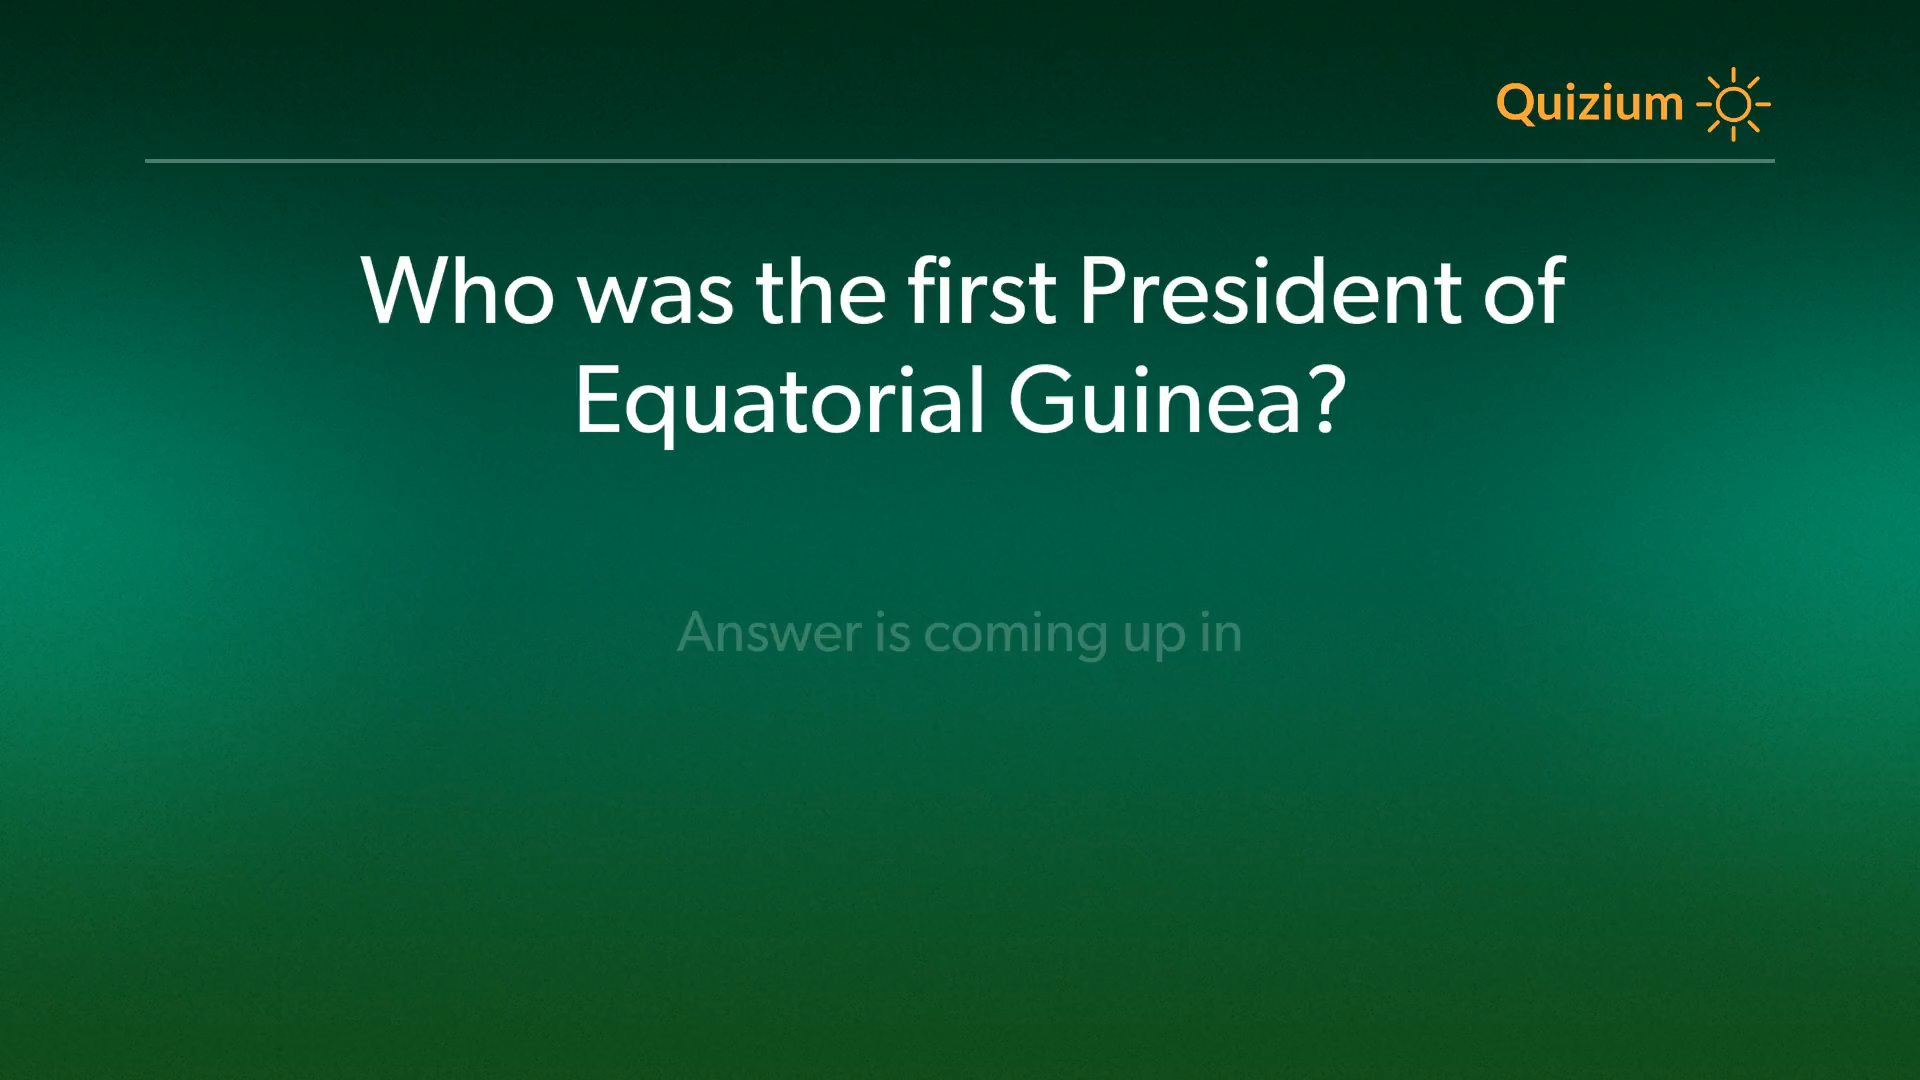 Quizium
Who was the first President of
Equatorial Guinea?
Answer is coming up in